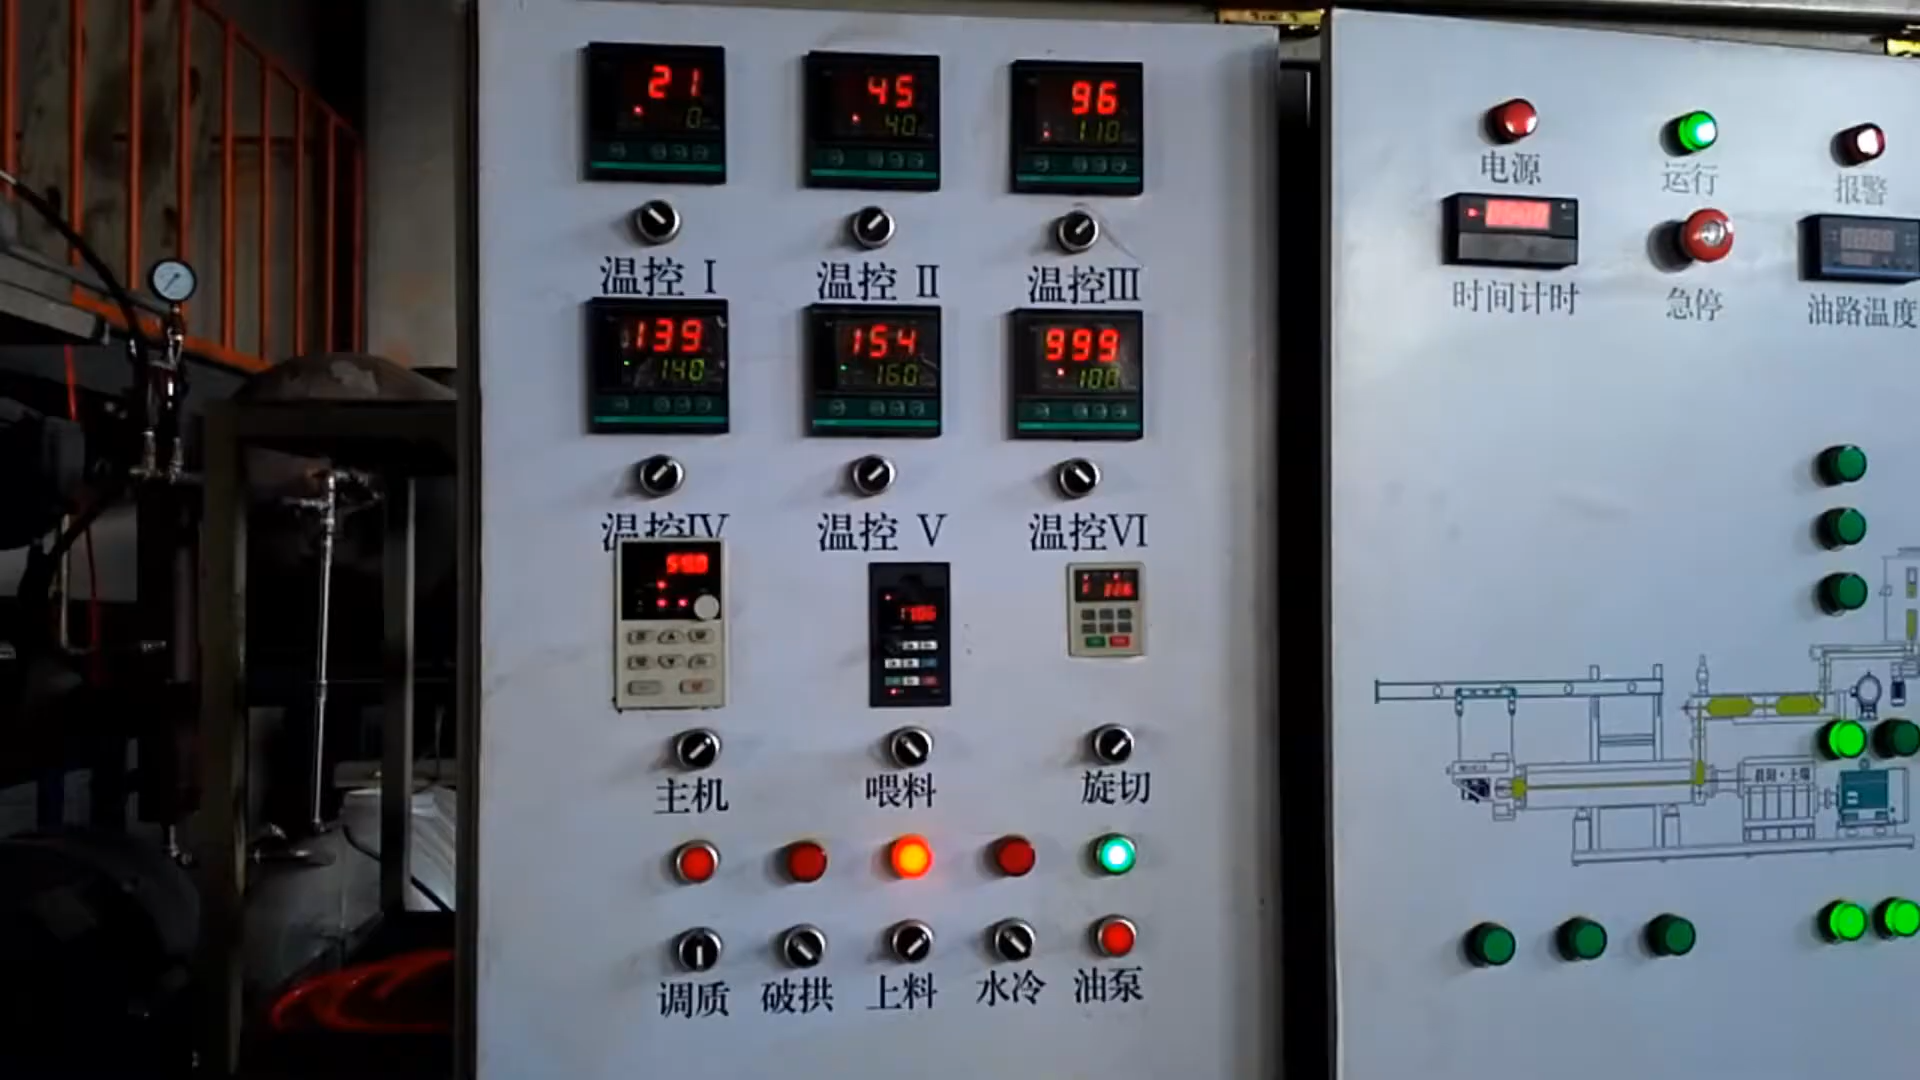 21
0
45
40
96
110
温控 I
温控 II
温控III
139
140
154
160
999
100
温控IV
温控 V
温控VI
主机
喂料
旋切
调质
破拱
上料
水冷
油泵
电源
运行
报警
时间计时
急停
油路温度